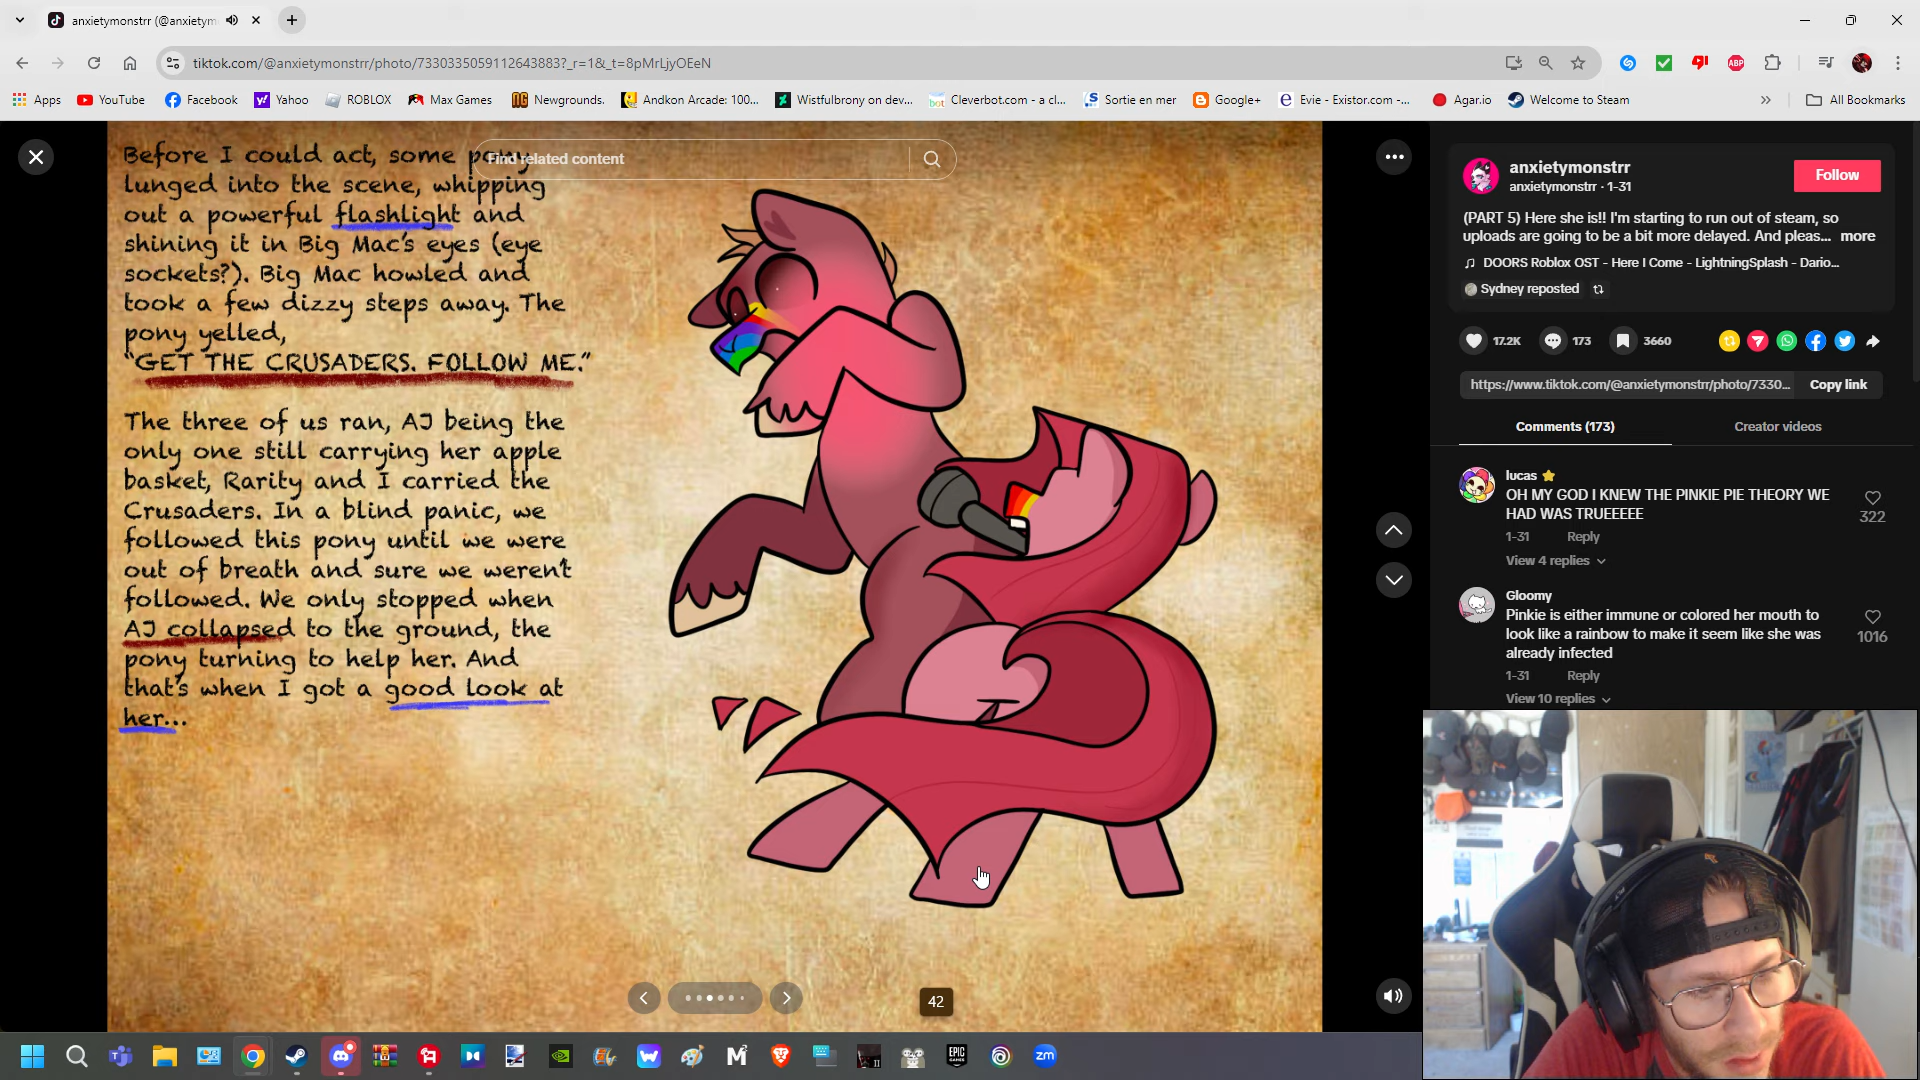 anxietymonstrr (@anxietym
tiktok.com/@anxietymonstrr/photo/7330335059112643883?_r=1&_t=8pMrLjyOEeN
Apps
YouTube
Facebook
Yahoo
ROBLOX
Max Games
Newgrounds.
Andkon Arcade: 100...
Wistfulbrony on dev...
Cleverbot.com - a cl...
Sortie en mer
Google+
Evie - Existor.com -...
Agar.io
Welcome to Steam
All Bookmarks
Find related content
Before I could act, some pony
lunged into the scene, whipping
out a powerful flashlight and
shining it in Big Mac's eyes (eye
sockets?). Big Mac howled and
took a few dizzy steps away. The
pony yelled,
"GET THE CRUSADERS. FOLLOW ME."
The three of us ran, AJ being the
only one still carrying her apple
basket, Rarity and I carried the
Crusaders. In a blind panic, we
followed this pony until we were
out of breath and sure we weren't
followed. We only stopped when
AJ collapsed to the ground, the
pony turning to help her. And
that's when I got a good look at
her...
42
anxietymonstrr
anxietymonstrr · 1-31
Follow
(PART 5) Here she is!! I'm starting to run out of steam, so
uploads are going to be a bit more delayed. And pleas... more
DOORS Roblox OST - Here I Come - LightningSplash - Dario...
Sydney reposted
17.2K
173
3660
https://www.tiktok.com/@anxietymonstrr/photo/7330...
Copy link
Comments (173)
Creator videos
lucas
OH MY GOD I KNEW THE PINKIE PIE THEORY WE
HAD WAS TRUEEEEE
322
1-31
Reply
View 4 replies
Gloomy
Pinkie is either immune or colored her mouth to
look like a rainbow to make it seem like she was
already infected
1016
1-31
Reply
View 10 replies
ABP
EPIC
GAMES
zm